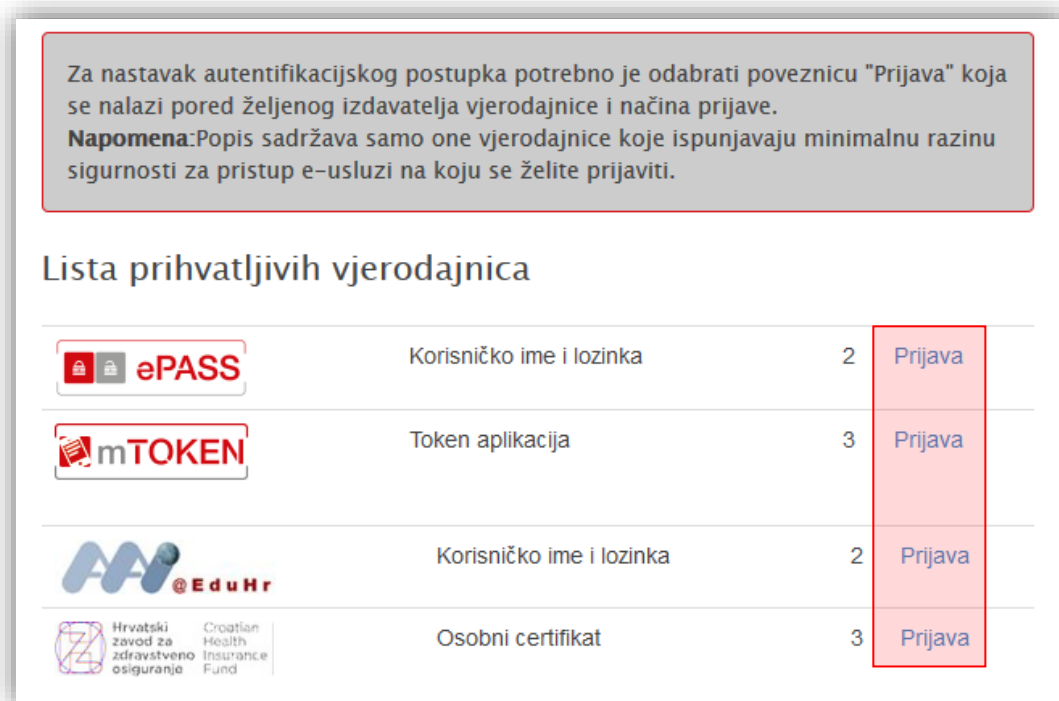 Za nastavak autentifikacijskog postupka potrebno je odabrati poveznicu "Prijava" koja
se nalazi pored željenog izdavatelja vjerodajnice i načina prijave.
Napomena:Popis sadržava samo one vjerodajnice koje ispunjavaju minimalnu razinu
sigurnosti za pristup e-usluzi na koju se želite prijaviti.
Lista prihvatljivih vjerodajnica
ePASS Korisničko ime i lozinka 2 Prijava
mTOKEN Token aplikacija 3 Prijava
AAI@EduHr Korisničko ime i lozinka 2 Prijava
Hrvatski Croatian
zavod za Health
zdravstveno Insurance
osiguranje Fund
Osobni certifikat 3 Prijava